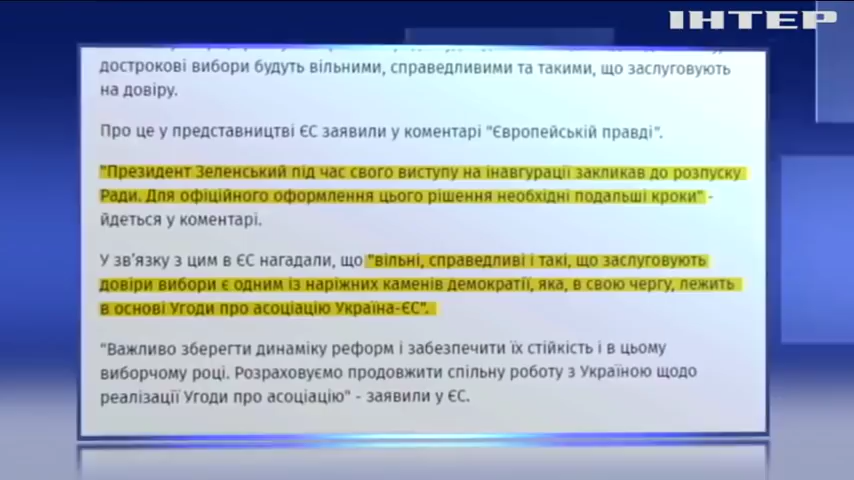 ІНТЕР
дострокові вибори будуть вільними, справедливими та такими, що заслуговують
на довіру.
Про це у представництві ЄС заявили у коментарі "Європейській правді".
"Президент Зеленський під час свого виступу на інавгурації закликав до розпуску
Ради. Для офіційного оформлення цього рішення необхідні подальші кроки" -
йдеться у коментарі.
У зв'язку з цим в ЄС нагадали, що "вільні, справедливі і такі, що заслуговують
довіри вибори є одним із наріжних каменів демократії, яка, в свою чергу, лежить
в основі Угоди про асоціацію Україна-ЄС".
"Важливо зберегти динаміку реформ і забезпечити їх стійкість і в цьому
виборчому році. Розраховуємо продовжити спільну роботу з Україною щодо
реалізації Угоди про асоціацію" - заявили у ЄС.